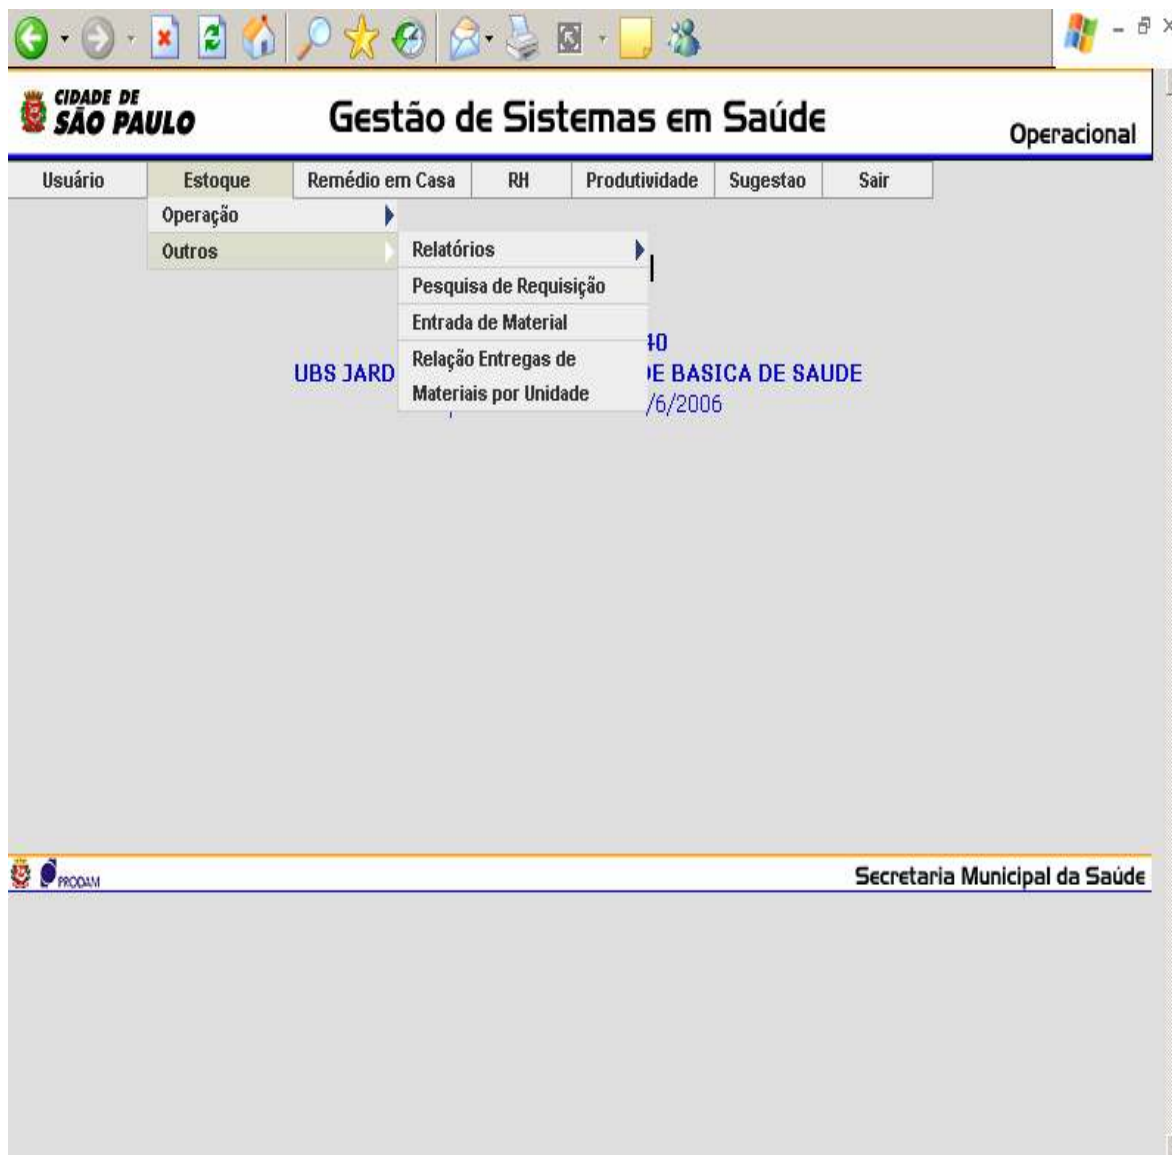 CIDADE DE
SÃO PAULO
Gestão de Sistemas em Saúde
Operacional
Usuário Estoque Remédio em Casa RH Produtividade Sugestao Sair
Operação
Outros
Relatórios
Pesquisa de Requisição
Entrada de Material
Relação Entregas de
Materiais por Unidade
40
UBS JARD DE BASICA DE SAUDE
/6/2006
PRODAM
Secretaria Municipal da Saúde